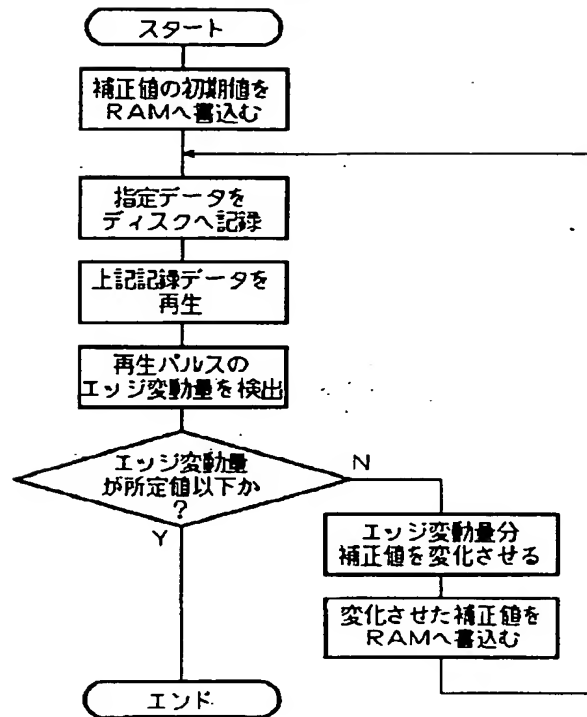 スタート
補正値の初期値を
RAMへ書込む
指定データを
ディスクへ記録
上記記録データを
再生
再生パルスの
エッジ変動量を検出
エッジ変動量
が所定値以下か
?
N
Y
エッジ変動量分
補正値を変化させる
変化させた補正値を
RAMへ書込む
エンド